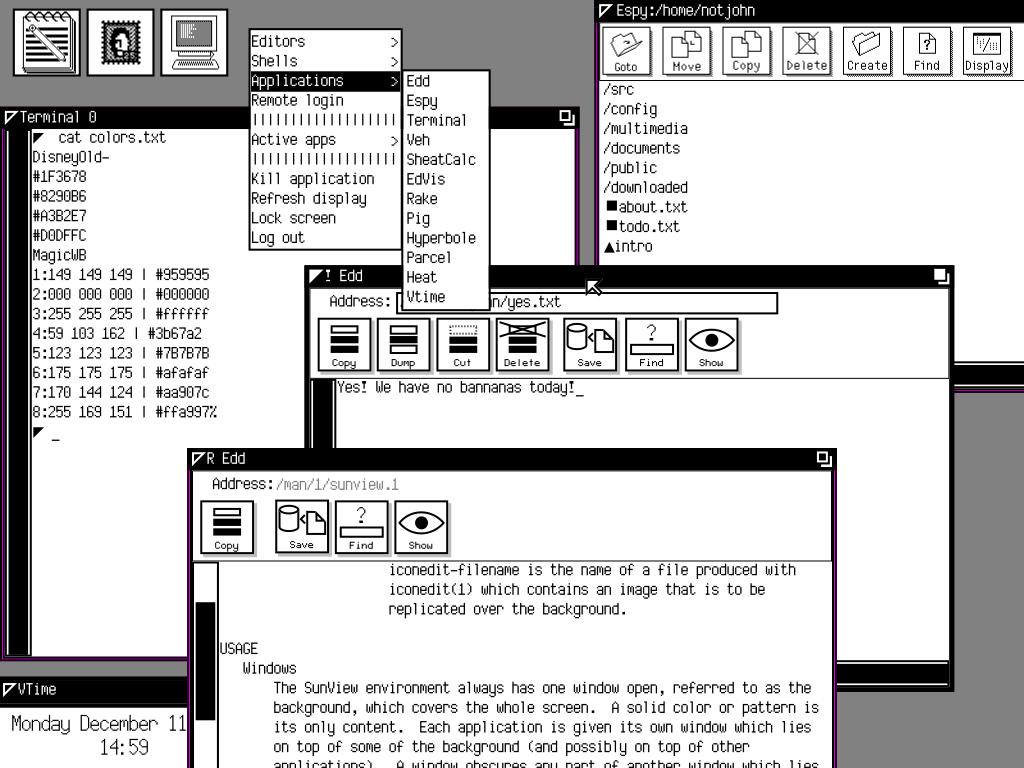 Editors >
Shells >
Applications >
Remote login
||||||||||||||||||
Active apps >
||||||||||||||||||
Kill application
Refresh display
Lock screen
Log out
Edd
Espy
Terminal
Veh
SheatCalc
EdVis
Rake
Pig
Hyperbole
Parcel
Heat
Vtime
Espy:/home/notjohn
Goto
Move
Copy
Delete
Create
Find
Display
/src
/config
/multimedia
/documents
/public
/downloaded
about.txt
todo.txt
intro
Terminal 0
cat colors.txt
DisneyOld-
#1F3678
#8290B6
#A3B2E7
#D0DFFC
MagicWB
1:149 149 149 | #959595
2:000 000 000 | #000000
3:255 255 255 | #ffffff
4:59 103 162 | #3b67a2
5:123 123 123 | #7B7B7B
6:175 175 175 | #afafaf
7:170 144 124 | #aa907c
8:255 169 151 | #ffa997%
_
! Edd
Address: n/yes.txt
Copy
Dump
Cut
Delete
Save
Find
Show
Yes! We have no bannanas today!_
R Edd
Address:/man/1/sunview.1
Copy
Save
Find
Show
iconedit-filename is the name of a file produced with
iconedit(1) which contains an image that is to be
replicated over the background.
USAGE
Windows
The SunView environment always has one window open, referred to as the
background, which covers the whole screen. A solid color or pattern is
its only content. Each application is given its own window which lies
on top of some of the background (and possibly on top of other
applications). A window obscures any part of another window which lies
VTime
Monday December 11
14:59